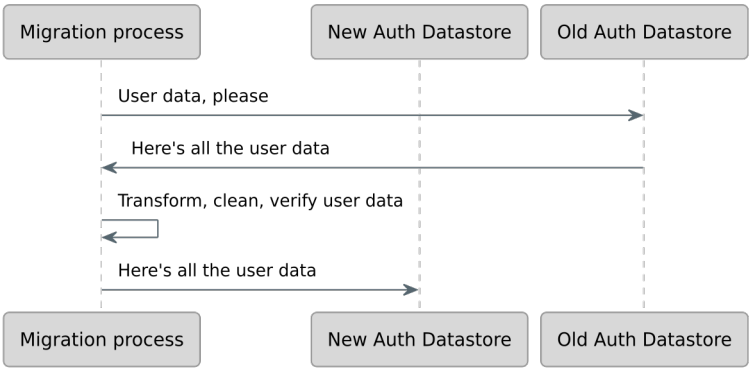 Migration process
New Auth Datastore
Old Auth Datastore
User data, please
Here's all the user data
Transform, clean, verify user data
Here's all the user data
Migration process
New Auth Datastore
Old Auth Datastore